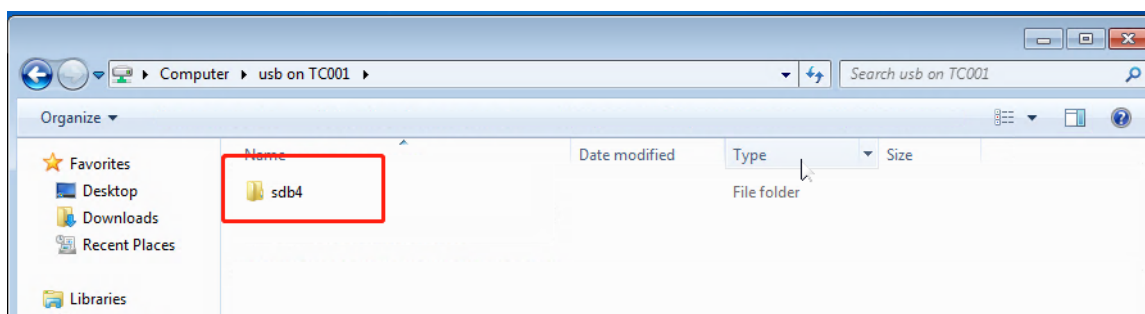 Computer ▸ usb on TC001 ▸ Search usb on TC001
Organize
Favorites Name Date modified Type Size
Desktop sdb4 File folder
Downloads
Recent Places
Libraries